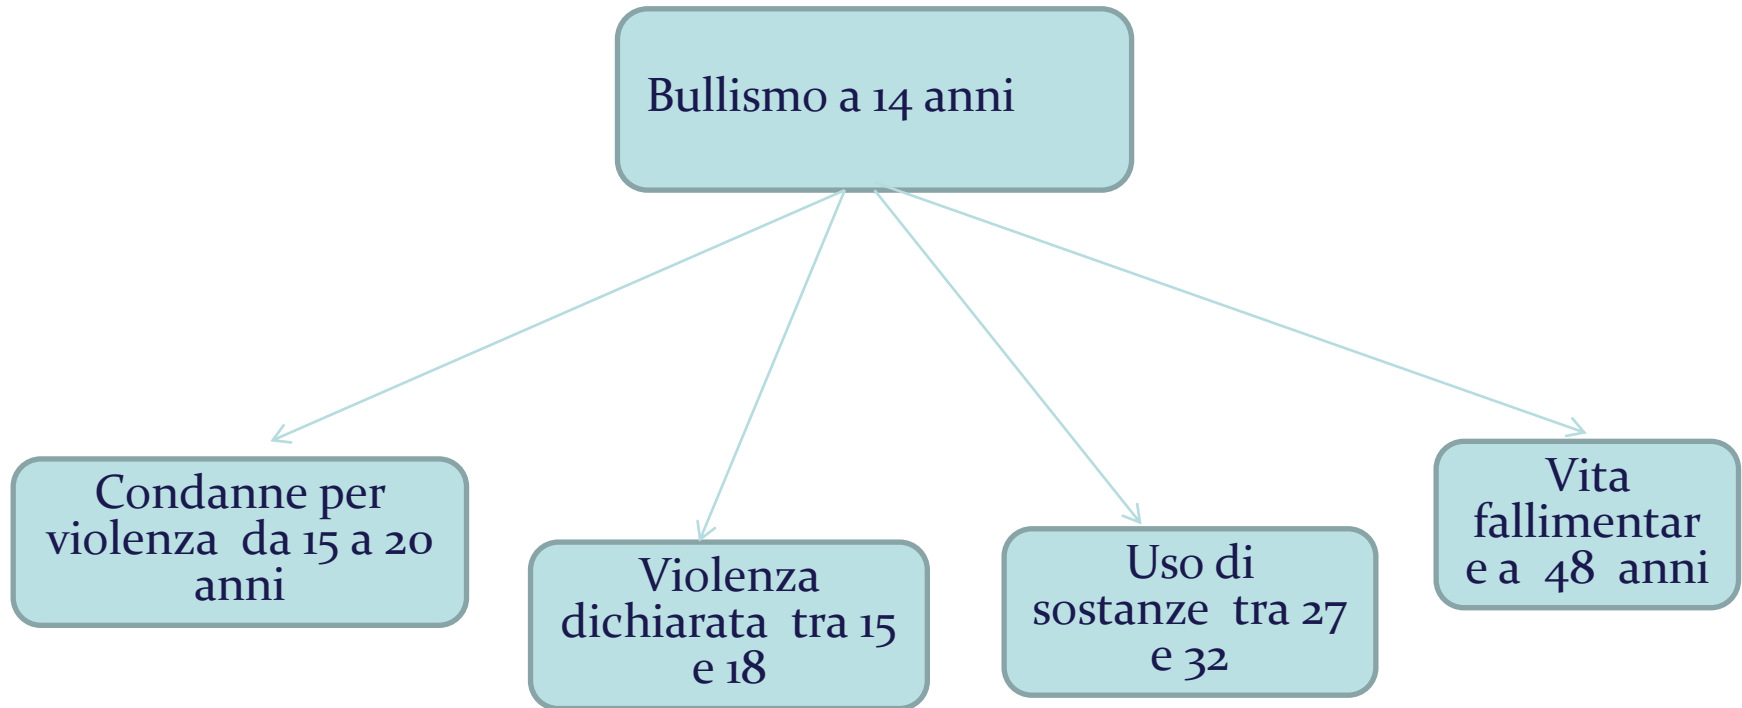 Bullismo a 14 anni
Condanne per
violenza da 15 a 20
anni
Violenza
dichiarata tra 15
e 18
Uso di
sostanze tra 27
e 32
Vita
fallimentar
e a 48 anni